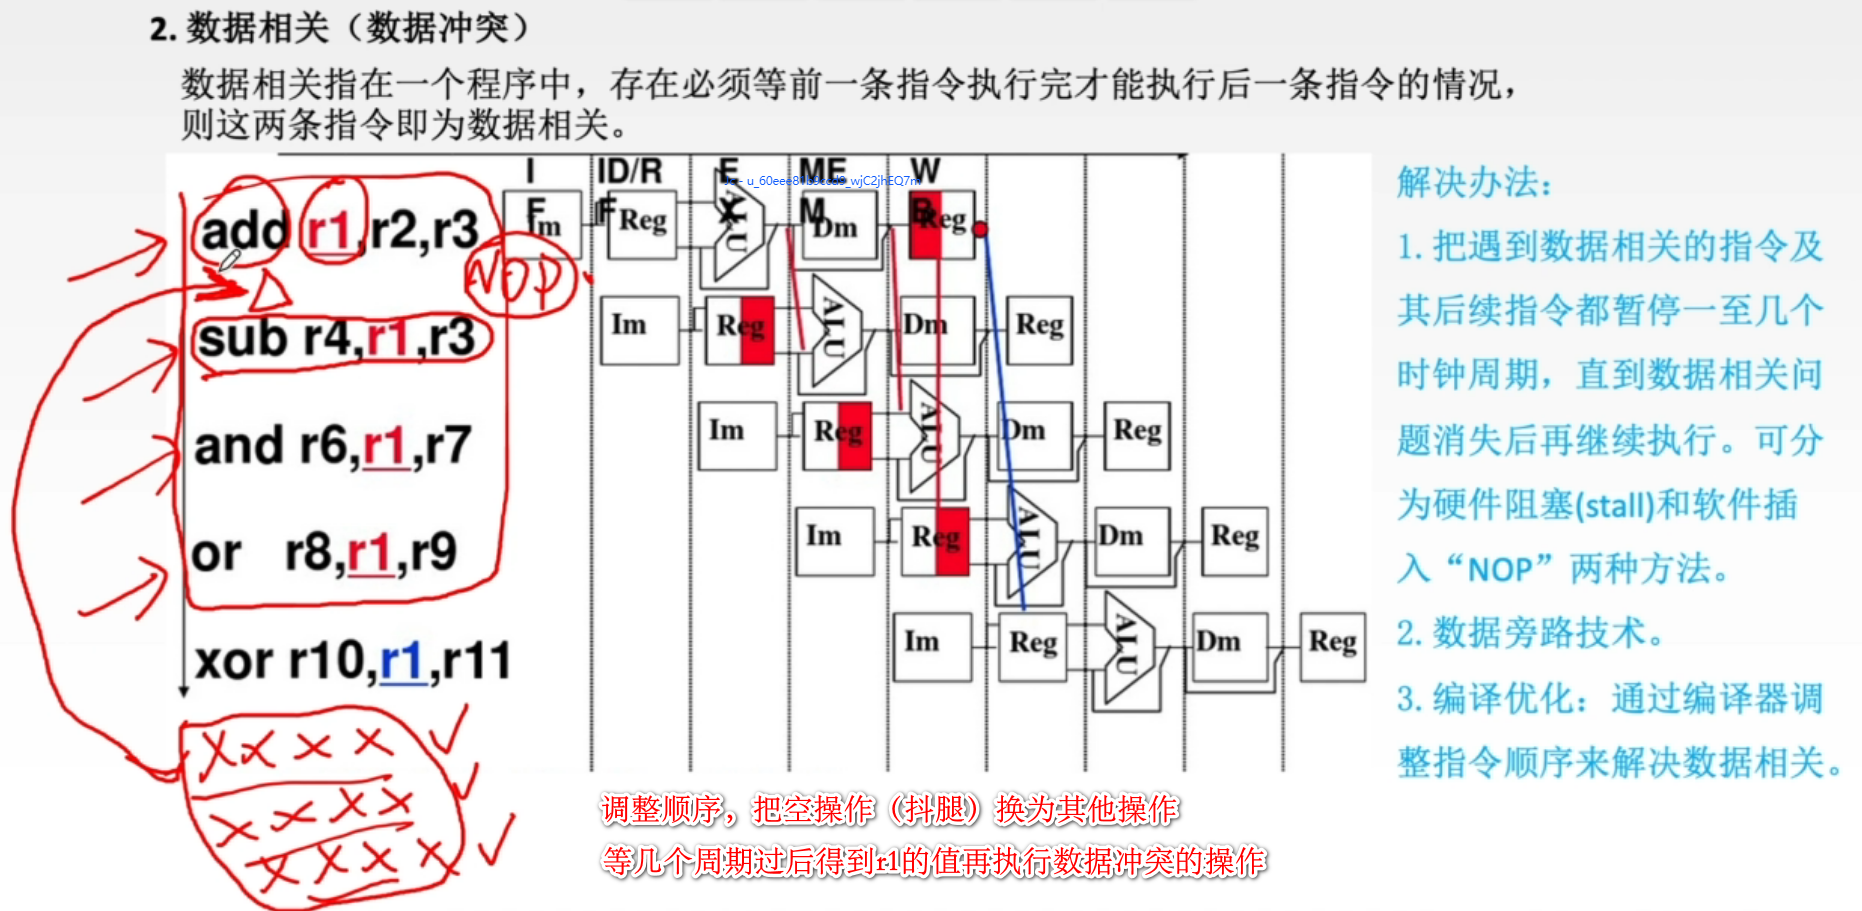 2. 数据相关（数据冲突）
数据相关指在一个程序中，存在必须等前一条指令执行完才能执行后一条指令的情况，
则这两条指令即为数据相关。
IF ID/RF EX MEM WB
add r1,r2,r3
Im Reg ALU Dm Reg
NOP
sub r4,r1,r3
Im Reg ALU Dm Reg
and r6,r1,r7
Im Reg ALU Dm Reg
or r8,r1,r9
Im Reg ALU Dm Reg
xor r10,r1,r11
Im Reg ALU Dm Reg
解决办法：
1. 把遇到数据相关的指令及
其后续指令都暂停一至几个
时钟周期，直到数据相关问
题消失后再继续执行。可分
为硬件阻塞(stall)和软件插
入“NOP”两种方法。
2. 数据旁路技术。
3. 编译优化：通过编译器调
整指令顺序来解决数据相关。
调整顺序，把空操作（抖腿）换为其他操作
等几个周期过后得到r1的值再执行数据冲突的操作